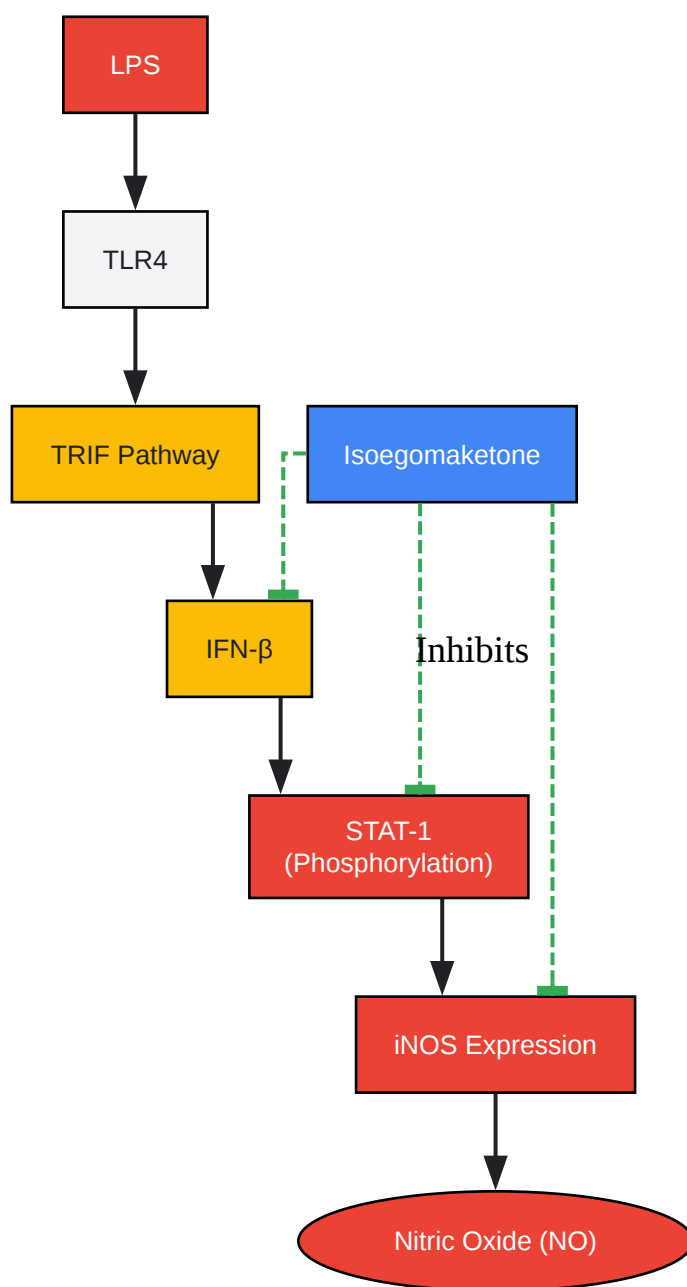 LPS
TLR4
TRIF Pathway
Isoegomaketone
IFN-β
Inhibits
STAT-1
(Phosphorylation)
iNOS Expression
Nitric Oxide (NO)